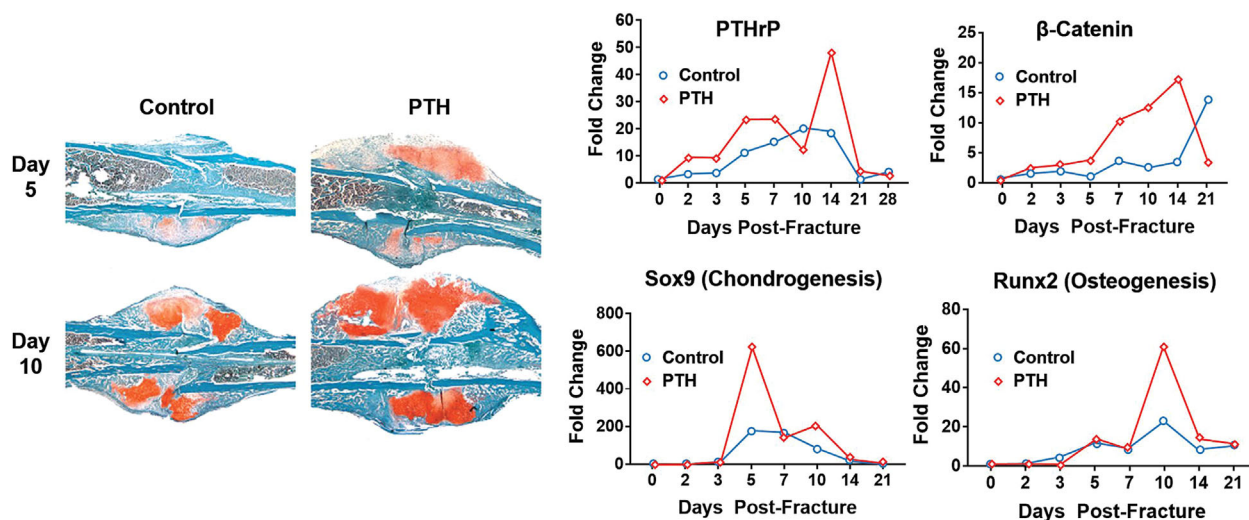 Control
PTH
Day
5
Day
10
PTHrP
Fold Change
60
50
40
30
20
10
0
Control
PTH
0 2 3 5 7 10 14 21 28
Days Post-Fracture
β-Catenin
Fold Change
25
20
15
10
5
0
Control
PTH
0 2 3 5 7 10 14 21
Days Post-Fracture
Sox9 (Chondrogenesis)
Fold Change
800
600
400
200
0
Control
PTH
0 2 3 5 7 10 14 21
Days Post-Fracture
Runx2 (Osteogenesis)
Fold Change
80
60
40
20
0
Control
PTH
0 2 3 5 7 10 14 21
Days Post-Fracture